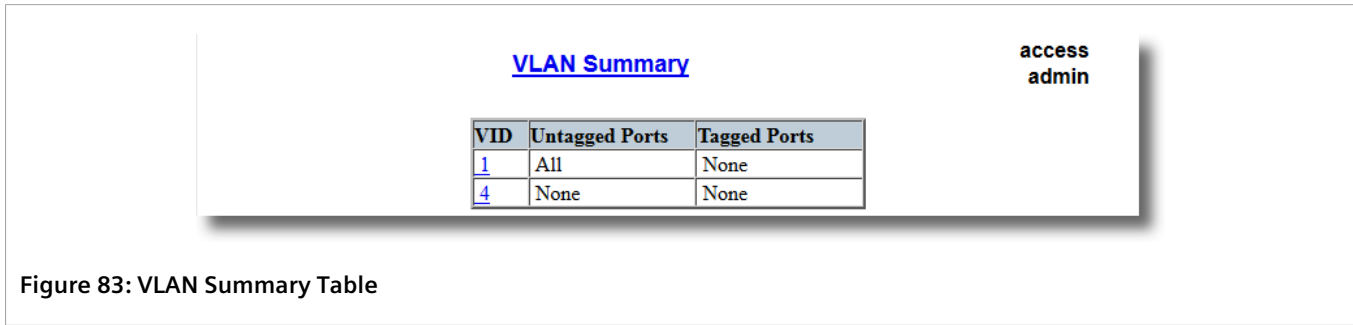 VLAN Summary
access
admin
VID Untagged Ports Tagged Ports
1 All None
4 None None
Figure 83: VLAN Summary Table